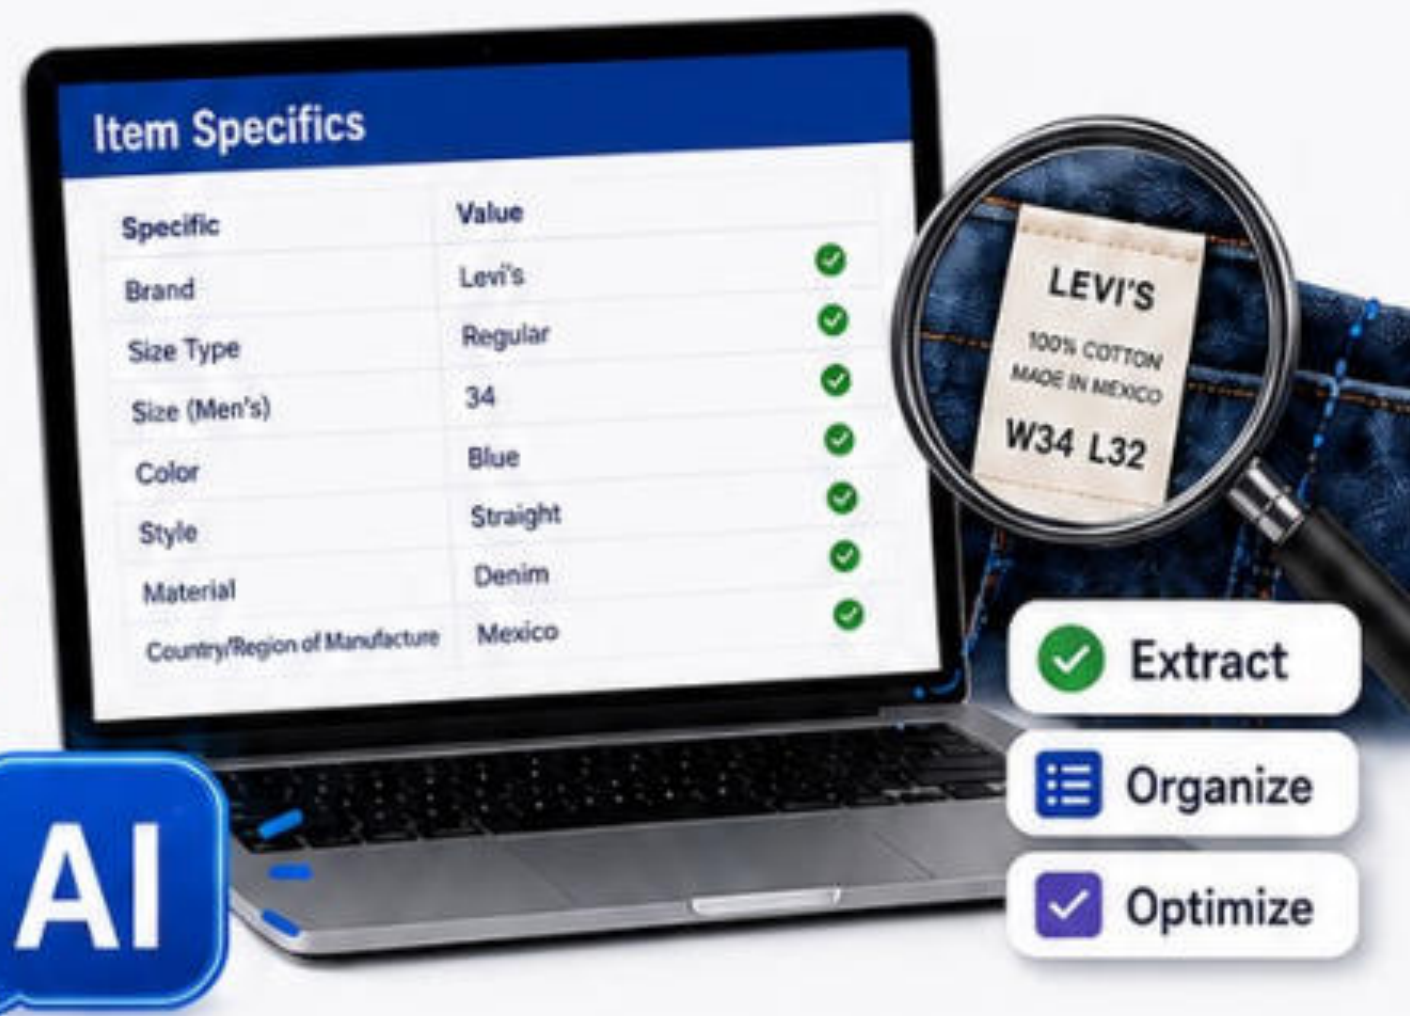 Item Specifics
Specific Value
Brand Levi's
Size Type Regular
Size (Men's) 34
Color Blue
Style Straight
Material Denim
Country/Region of Manufacture Mexico
LEVI'S
100% COTTON
MADE IN MEXICO
W34 L32
Extract
Organize
Optimize
AI